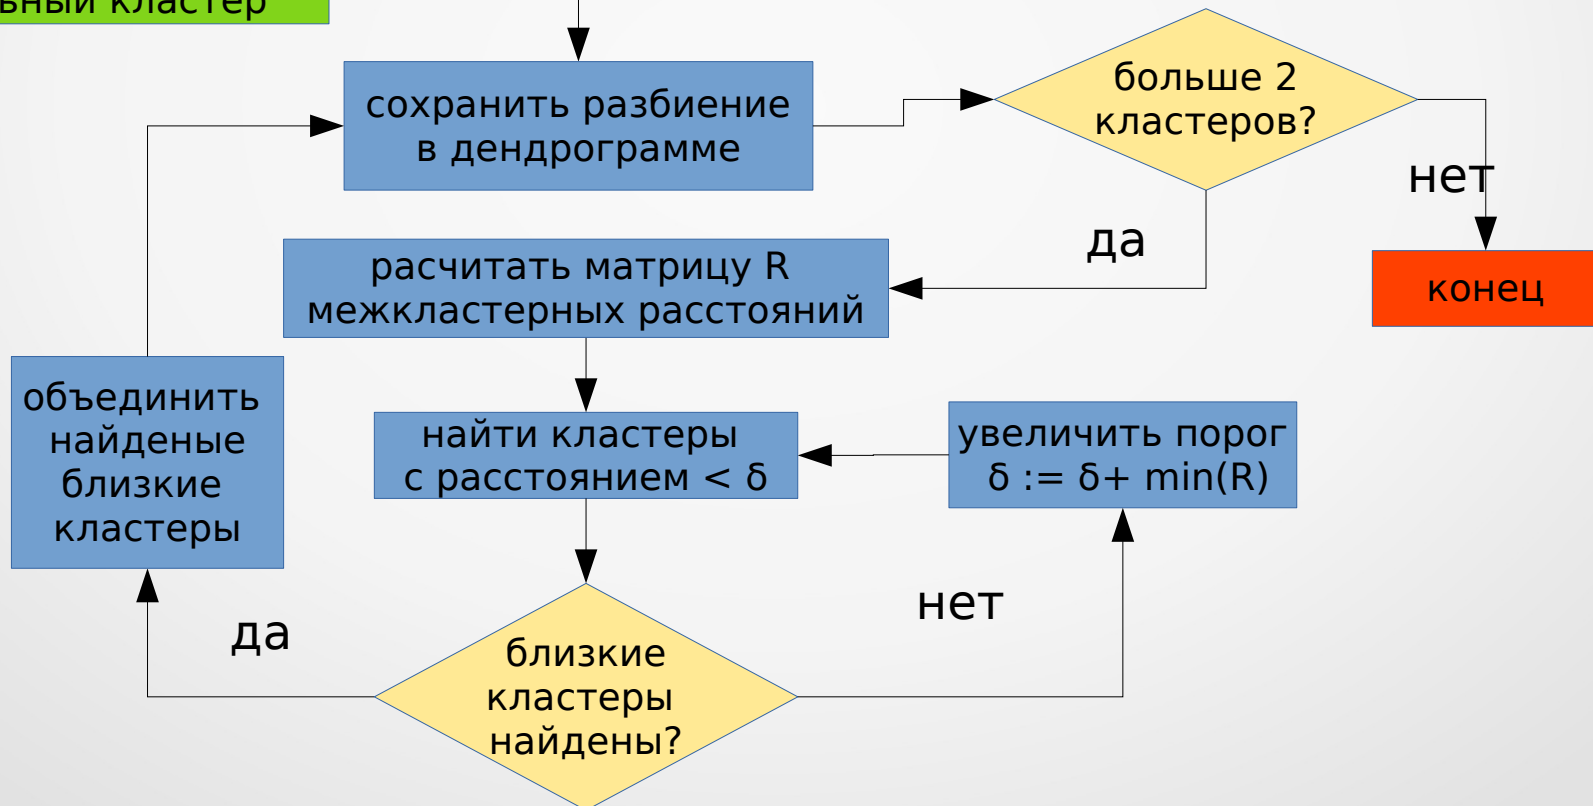 кластер
сохранить разбиение
в дендрограмме
больше 2
кластеров?
нет
да
расчитать матрицу R
межкластерных расстояний
конец
объединить
найденые
близкие
кластеры
найти кластеры
с расстоянием < δ
увеличить порог
δ := δ+ min(R)
да
нет
близкие
кластеры
найдены?